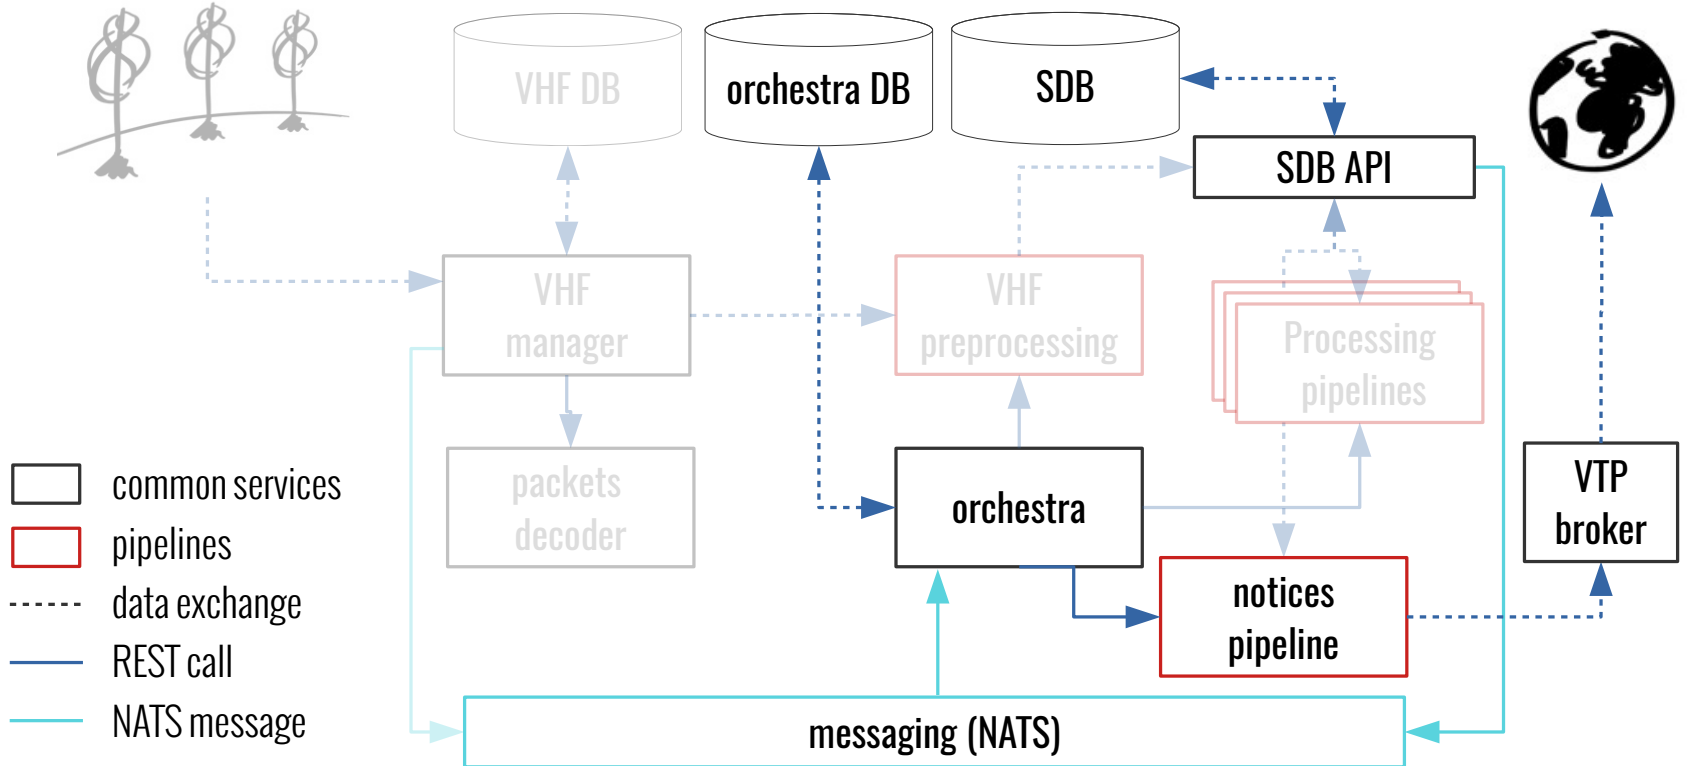 VHF DB
orchestra DB
SDB
SDB API
VHF
manager
VHF
preprocessing
Processing
pipelines
common services
pipelines
data exchange
REST call
NATS message
packets
decoder
orchestra
VTP
broker
notices
pipeline
messaging (NATS)